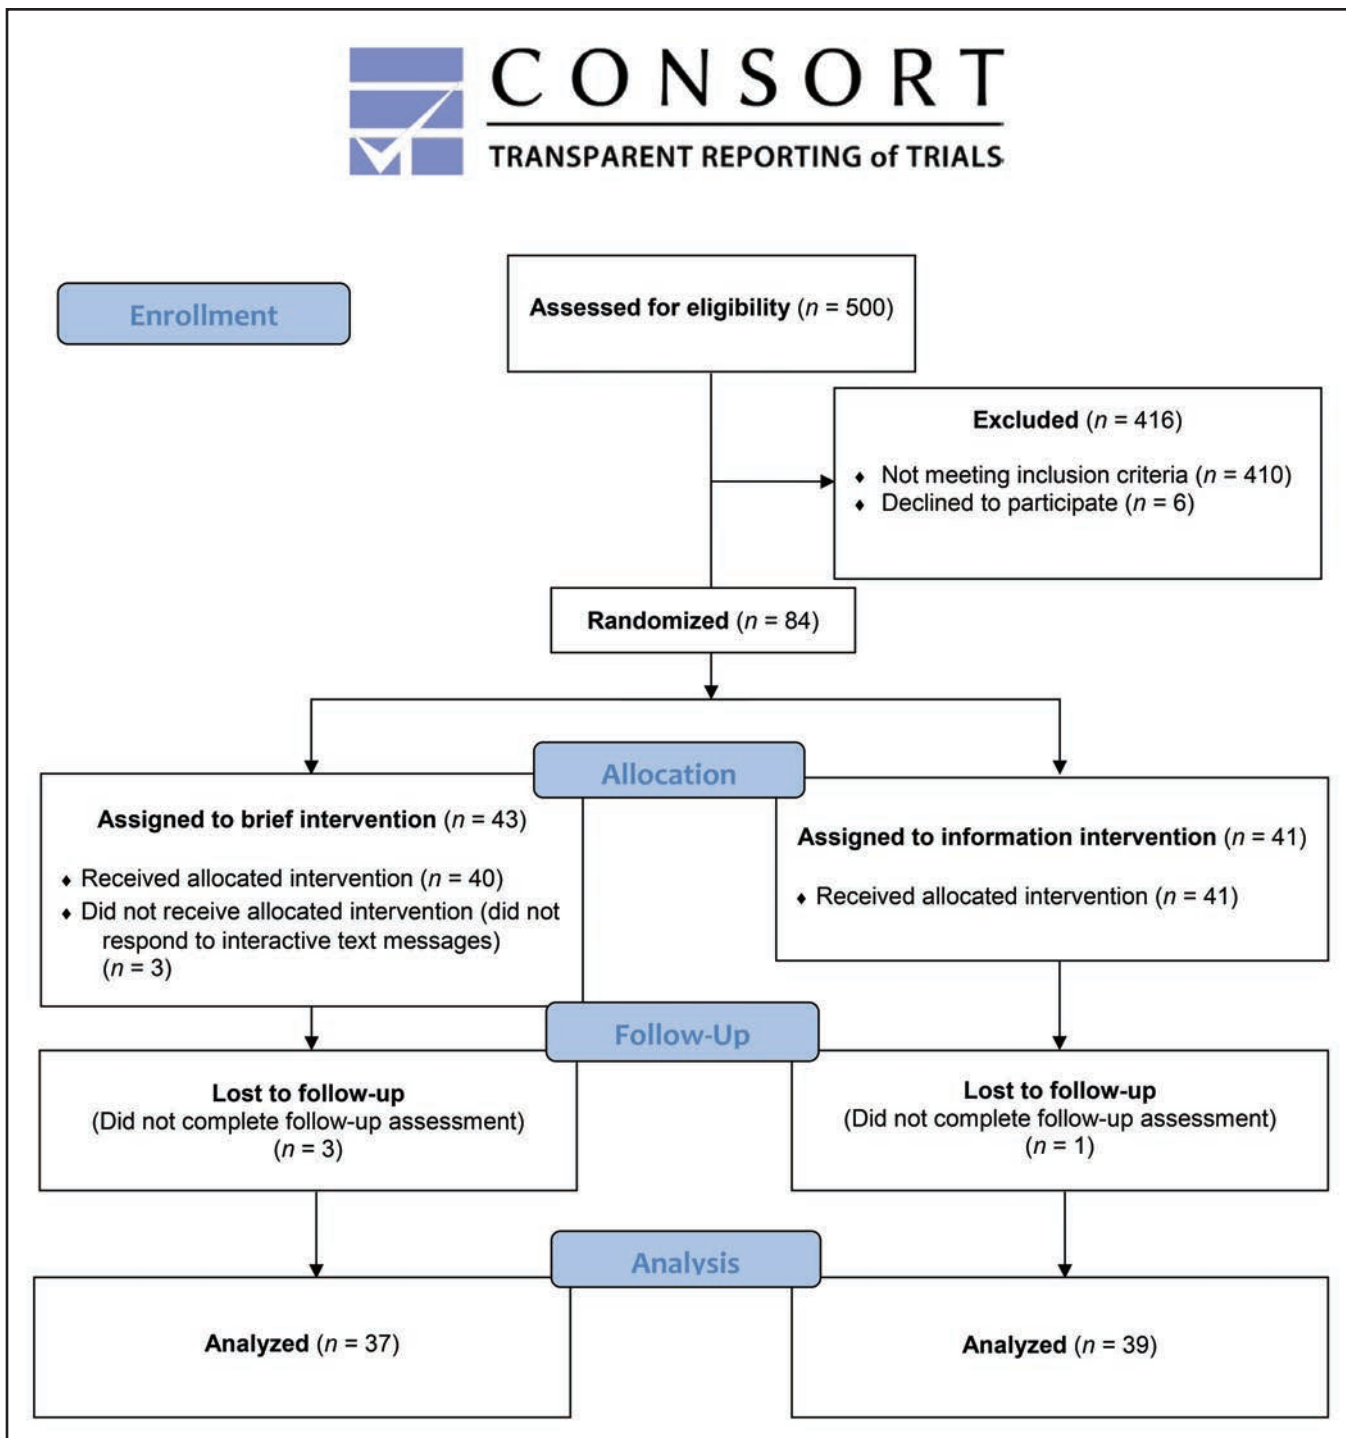 CONSORT
TRANSPARENT REPORTING of TRIALS
Enrollment
Assessed for eligibility (n = 500)
Excluded (n = 416)
♦ Not meeting inclusion criteria (n = 410)
♦ Declined to participate (n = 6)
Randomized (n = 84)
Allocation
Assigned to brief intervention (n = 43)
♦ Received allocated intervention (n = 40)
♦ Did not receive allocated intervention (did not
respond to interactive text messages)
(n = 3)
Assigned to information intervention (n = 41)
♦ Received allocated intervention (n = 41)
Follow-Up
Lost to follow-up
(Did not complete follow-up assessment)
(n = 3)
Lost to follow-up
(Did not complete follow-up assessment)
(n = 1)
Analysis
Analyzed (n = 37)
Analyzed (n = 39)